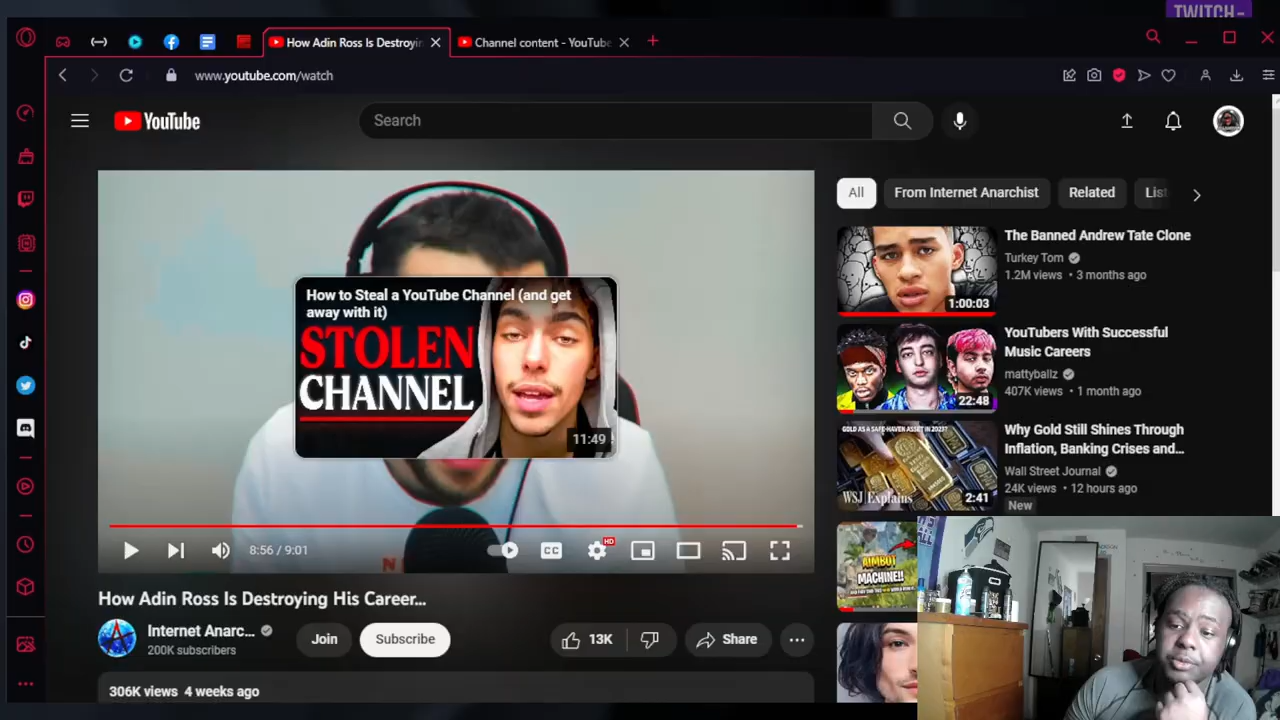 TWITCH-
How Adin Ross Is Destroyin
Channel content - YouTube
www.youtube.com/watch
YouTube
Search
All
From Internet Anarchist
Related
List
How to Steal a YouTube Channel (and get
away with it)
STOLEN
CHANNEL
11:49
8:56 / 9:01
CC
HD
The Banned Andrew Tate Clone
Turkey Tom
1.2M views • 3 months ago
1:00:03
YouTubers With Successful
Music Careers
mattyballz
407K views • 1 month ago
22:48
GOLD AS A SAFE-HAVEN ASSET IN 2023
Why Gold Still Shines Through
Inflation, Banking Crises and...
Wall Street Journal
24K views • 12 hours ago
New
WSJ Explains
2:41
AIMBOT
MACHINE!!
How Adin Ross Is Destroying His Career...
Internet Anarc...
200K subscribers
Join
Subscribe
13K
Share
306K views 4 weeks ago